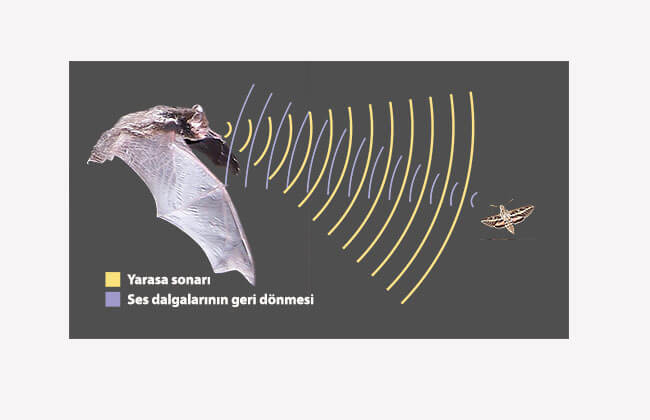 Yarasa sonarı
Ses dalgalarının geri dönmesi